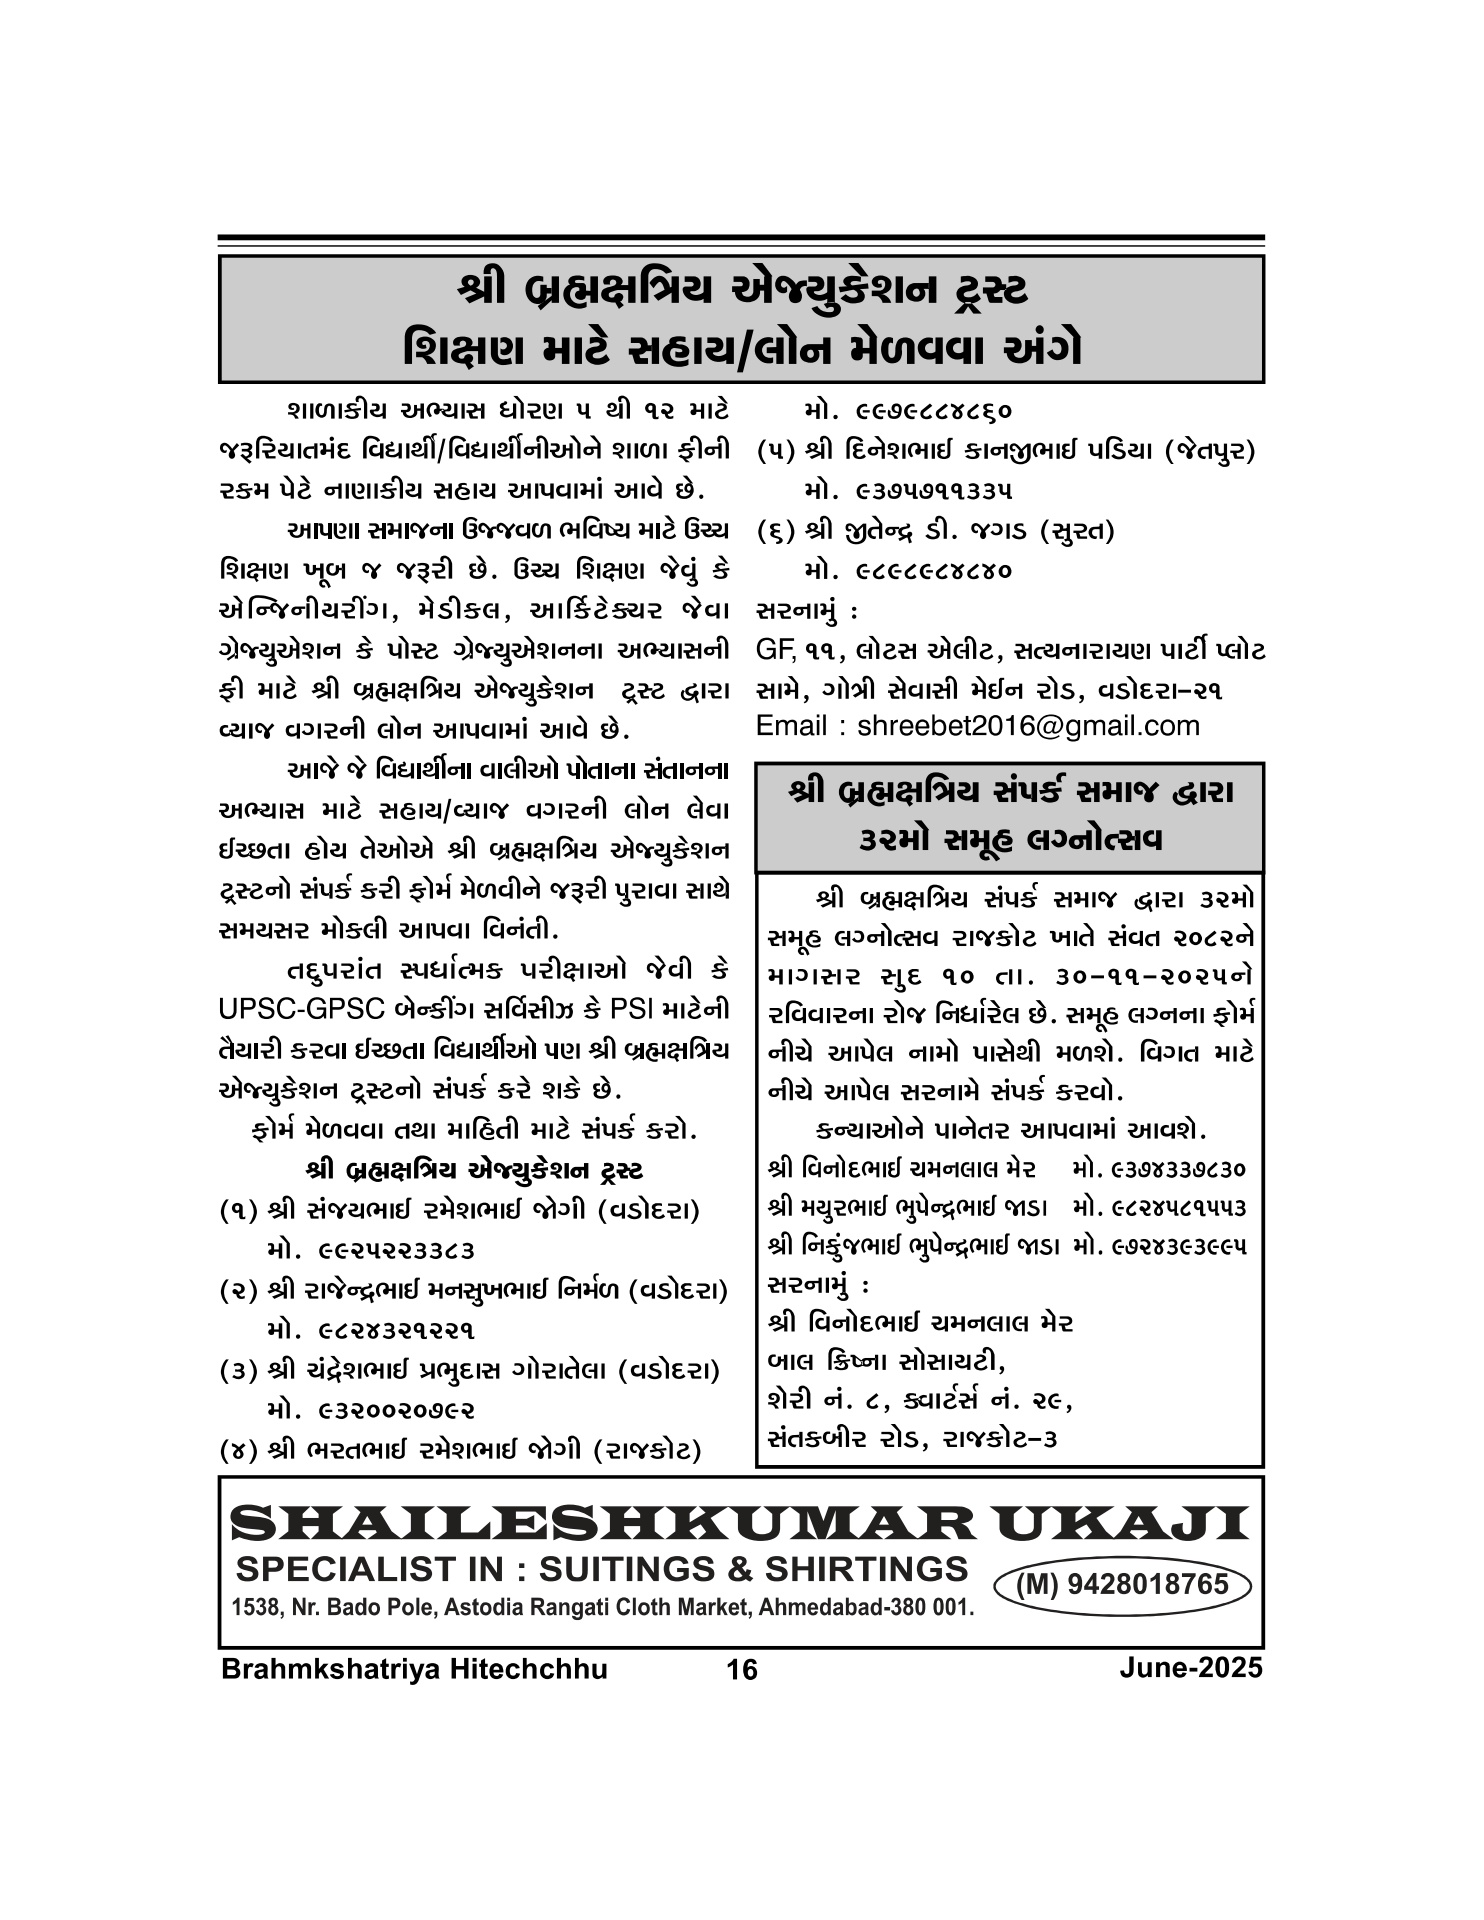 શ્રી બ્રહ્મક્ષત્રિય એજ્યુકેશન ટ્રસ્ટ
શિક્ષણ માટે સહાય/લોન મેળવવા અંગે
શાળાકીય અભ્યાસ ધોરણ ૫ થી ૧૨ માટે
જરૂરિયાતમંદ વિદ્યાર્થી/વિદ્યાર્થીનીઓને શાળા ફીની
રકમ પેટે નાણાકીય સહાય આપવામાં આવે છે.
આપણા સમાજના ઉજ્જવળ ભવિષ્ય માટે ઉચ્ચ
શિક્ષણ ખૂબ જ જરૂરી છે. ઉચ્ચ શિક્ષણ જેવું કે
એન્જિનીયરીંગ, મેડીકલ, આર્કિટેક્ચર જેવા
ગ્રેજ્યુએશન કે પોસ્ટ ગ્રેજ્યુએશનના અભ્યાસની
ફી માટે શ્રી બ્રહ્મક્ષત્રિય એજ્યુકેશન ટ્રસ્ટ દ્વારા
વ્યાજ વગરની લોન આપવામાં આવે છે.
આજે જે વિદ્યાર્થીના વાલીઓ પોતાના સંતાનના
અભ્યાસ માટે સહાય/વ્યાજ વગરની લોન લેવા
ઈચ્છતા હોય તેઓએ શ્રી બ્રહ્મક્ષત્રિય એજ્યુકેશન
ટ્રસ્ટનો સંપર્ક કરી ફોર્મ મેળવીને જરૂરી પુરાવા સાથે
સમયસર મોકલી આપવા વિનંતી.
તદ્દુપરાંત સ્પર્ધાત્મક પરીક્ષાઓ જેવી કે
UPSC-GPSC બેન્કીંગ સર્વિસીઝ કે PSI માટેની
તૈયારી કરવા ઈચ્છતા વિદ્યાર્થીઓ પણ શ્રી બ્રહ્મક્ષત્રિય
એજ્યુકેશન ટ્રસ્ટનો સંપર્ક કરે શકે છે.
ફોર્મ મેળવવા તથા માહિતી માટે સંપર્ક કરો.
શ્રી બ્રહ્મક્ષત્રિય એજ્યુકેશન ટ્રસ્ટ
(૧) શ્રી સંજયભાઈ રમેશભાઈ જોગી (વડોદરા)
મો. ૯૯૨૫૨૨૩૩૮૩
(૨) શ્રી રાજેન્દ્રભાઈ મનસુખભાઈ નિર્મળ (વડોદરા)
મો. ૯૮૨૪૩૨૧૨૨૧
(૩) શ્રી ચંદ્રેશભાઈ પ્રભુદાસ ગોરાતેલા (વડોદરા)
મો. ૯૩૨૦૦૨૦૭૯૨
(૪) શ્રી ભરતભાઈ રમેશભાઈ જોગી (રાજકોટ)
મો. ૯૯૭૯૮૮૪૮૬૦
(૫) શ્રી દિનેશભાઈ કાનજીભાઈ પડિયા (જેતપુર)
મો. ૯૩૭૫૭૧૧૩૩૫
(૬) શ્રી જીતેન્દ્ર ડી. જગડ (સુરત)
મો. ૯૮૯૮૯૮૪૮૪૦
સરનામું :
GF, ૧૧, લોટસ એલીટ, સત્યનારાયણ પાર્ટી પ્લોટ
સામે, ગોત્રી સેવાસી મેઈન રોડ, વડોદરા–૨૧
Email : shreebet2016@gmail.com
શ્રી બ્રહ્મક્ષત્રિય સંપર્ક સમાજ દ્વારા
૩૨મો સમૂહ લગ્નોત્સવ
શ્રી બ્રહ્મક્ષત્રિય સંપર્ક સમાજ દ્વારા ૩૨મો
સમૂહ લગ્નોત્સવ રાજકોટ ખાતે સંવત ૨૦૮૨ને
માગસર સુદ ૧૦ તા. ૩૦–૧૧–૨૦૨૫ને
રવિવારના રોજ નિર્ધારેલ છે. સમૂહ લગ્નના ફોર્મ
નીચે આપેલ નામો પાસેથી મળશે. વિગત માટે
નીચે આપેલ સરનામે સંપર્ક કરવો.
કન્યાઓને પાનેતર આપવામાં આવશે.
શ્રી વિનોદભાઈ ચમનલાલ મેર મો. ૯૩૭૪૩૩૭૮૩૦
શ્રી મયુરભાઈ ભુપેન્દ્રભાઈ જાડા મો. ૯૮૨૪૫૮૧૫૫૩
શ્રી નિકુંજભાઈ ભુપેન્દ્રભાઈ જાડા મો. ૯૭૨૪૩૯૩૯૯૫
સરનામું :
શ્રી વિનોદભાઈ ચમનલાલ મેર
બાલ ક્રિષ્ના સોસાયટી,
શેરી નં. ૮, ક્વાર્ટર્સ નં. ૨૯,
સંતકબીર રોડ, રાજકોટ–૩
SHAILESHKUMAR UKAJI
SPECIALIST IN : SUITINGS & SHIRTINGS
(M) 9428018765
1538, Nr. Bado Pole, Astodia Rangati Cloth Market, Ahmedabad-380 001.
Brahmkshatriya Hitechchhu 16 June-2025